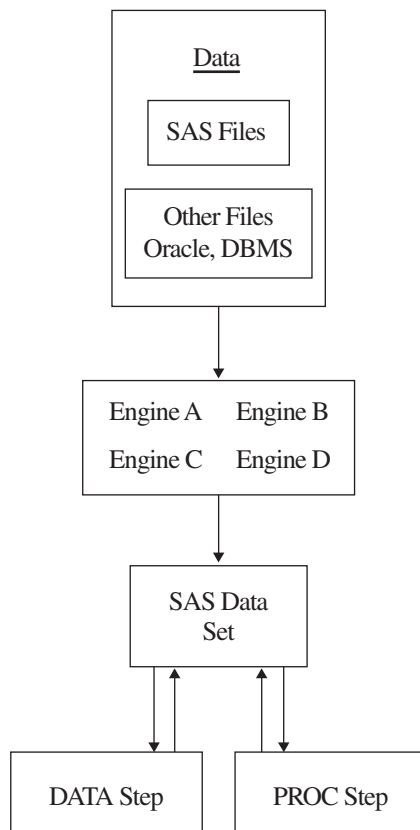 Data
SAS Files
Other Files
Oracle, DBMS
Engine A Engine B
Engine C Engine D
SAS Data
Set
DATA Step PROC Step